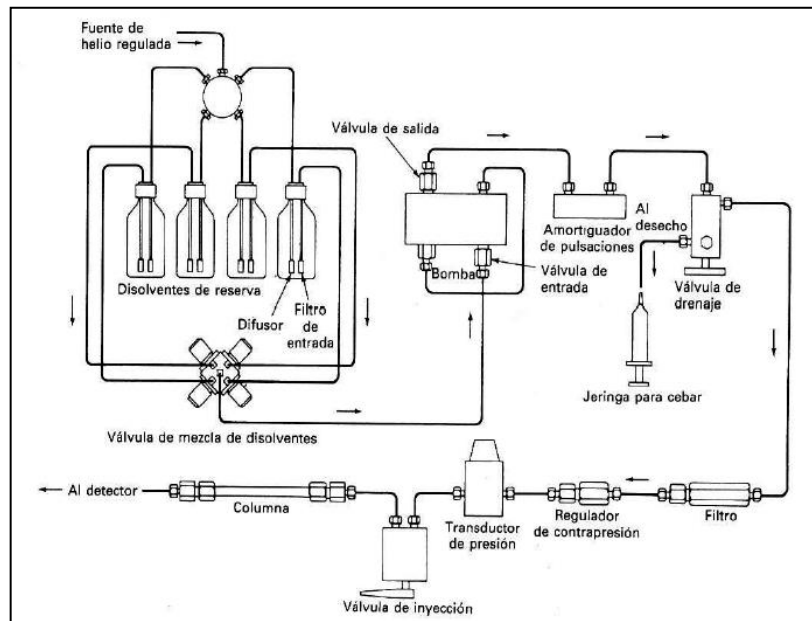 Fuente de
helio regulada
Válvula de salida
Disolventes de reserva
Difusor
Filtro
de
entrada
Bomba
Válvula de
entrada
Amortiguador
de pulsaciones
Al
desecho
Válvula de
drenaje
Jeringa para cebar
Válvula de mezcla de disolventes
Al detector
Columna
Válvula de inyección
Transductor
de presión
Regulador
de contrapresión
Filtro